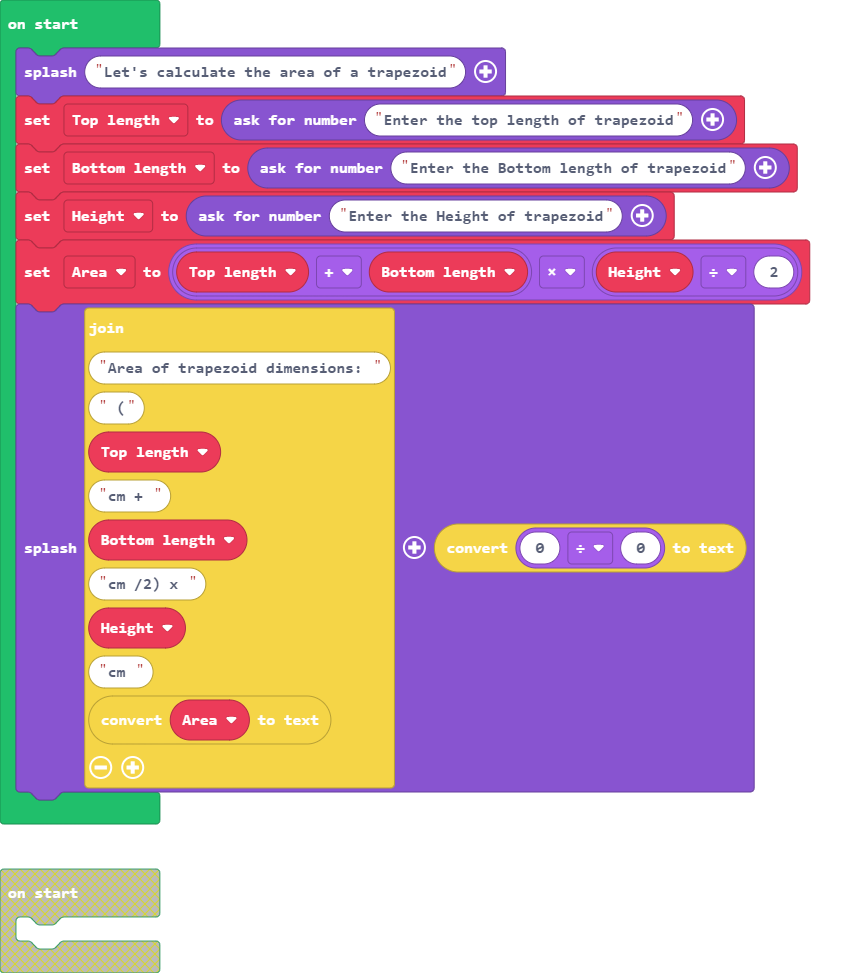 on start
splash "Let's calculate the area of a trapezoid"
set Top length to ask for number "Enter the top length of trapezoid"
set Bottom length to ask for number "Enter the Bottom length of trapezoid"
set Height to ask for number "Enter the Height of trapezoid"
set Area to Top length + Bottom length × Height ÷ 2
join
"Area of trapezoid dimensions: "
" ("
Top length
"cm + "
Bottom length
splash
convert 0 ÷ 0 to text
"cm /2) x "
Height
"cm "
convert Area to text
on start